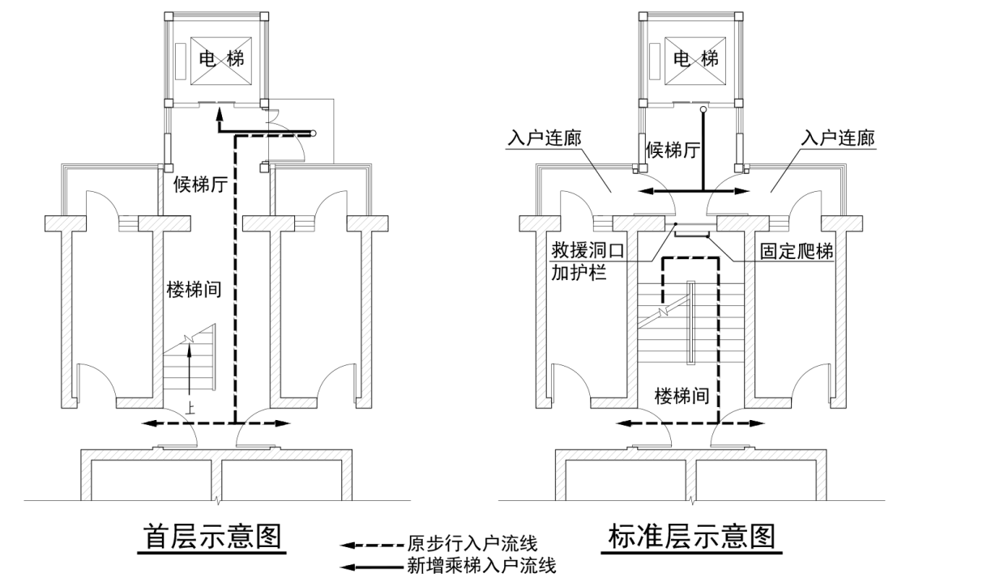 电 梯
候梯厅
楼梯间
上
首层示意图
电 梯
入户连廊
候梯厅
入户连廊
救援洞口
加护栏
固定爬梯
楼梯间
标准层示意图
原步行入户流线
新增乘梯入户流线